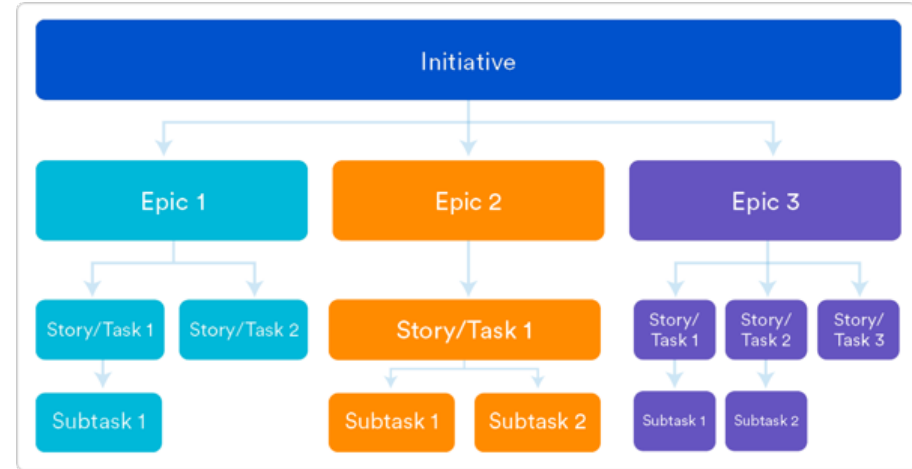 Initiative
Epic 1
Epic 2
Epic 3
Story/Task 1
Story/Task 2
Story/Task 1
Story/
Task 1
Story/
Task 2
Story/
Task 3
Subtask 1
Subtask 1
Subtask 2
Subtask 1
Subtask 2